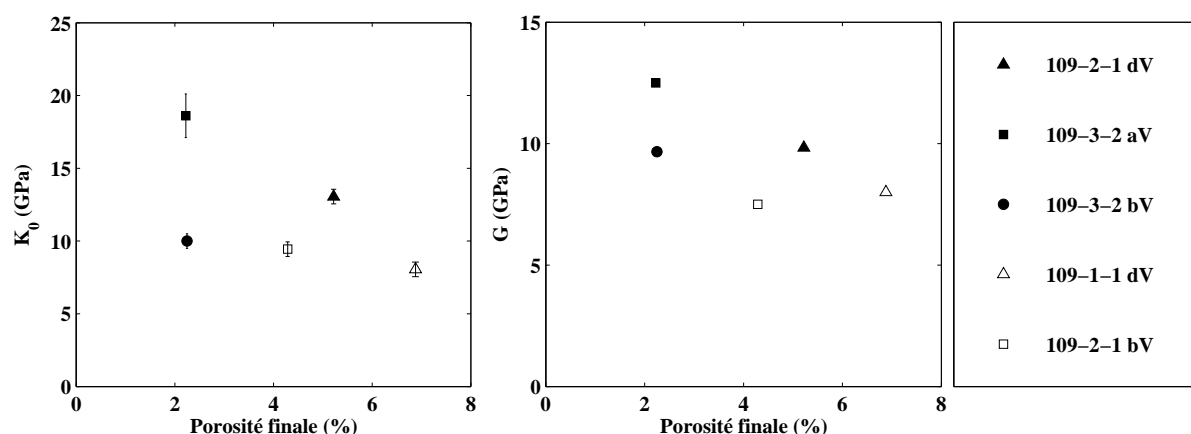 25
20
15
10
5
0
K0 (GPa)
0 2 4 6 8
Porosité finale (%)
15
10
5
0
G (GPa)
0 2 4 6 8
Porosité finale (%)
109–2–1 dV
109–3–2 aV
109–3–2 bV
109–1–1 dV
109–2–1 bV